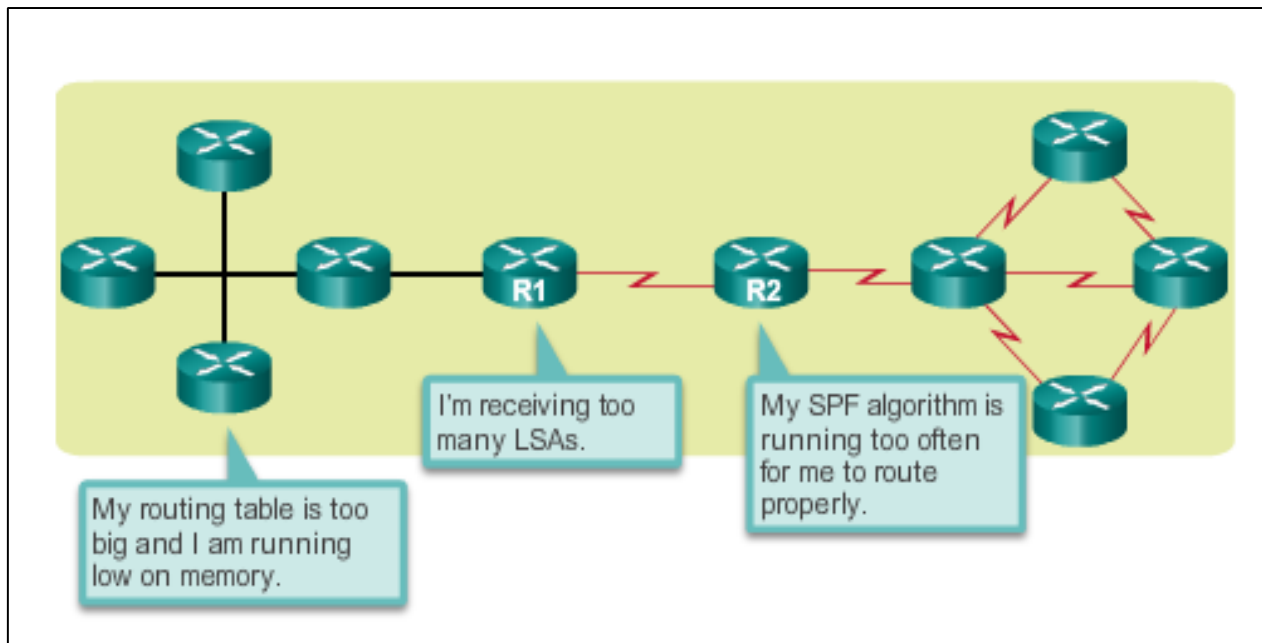 R1
R2
I'm receiving too
many LSAs.
My SPF algorithm is
running too often
for me to route
properly.
My routing table is too
big and I am running
low on memory.